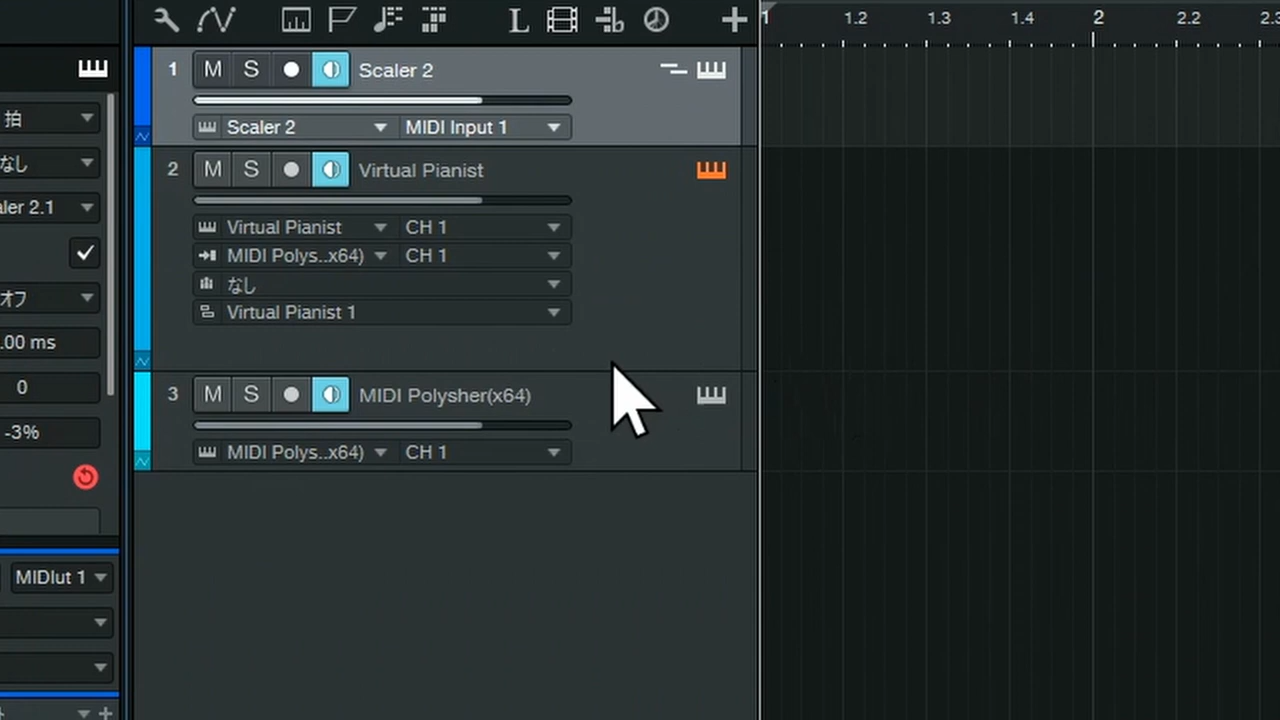 L
1 1.2 1.3 1.4 2 2.2 2.3
拍
なし
aler 2.1
オフ
.00 ms
0
-3%
MIDIut 1
1 M S Scaler 2
Scaler 2 MIDI Input 1
2 M S Virtual Pianist
Virtual Pianist CH 1
MIDI Polys..x64) CH 1
なし
Virtual Pianist 1
3 M S MIDI Polysher(x64)
MIDI Polys..x64) CH 1